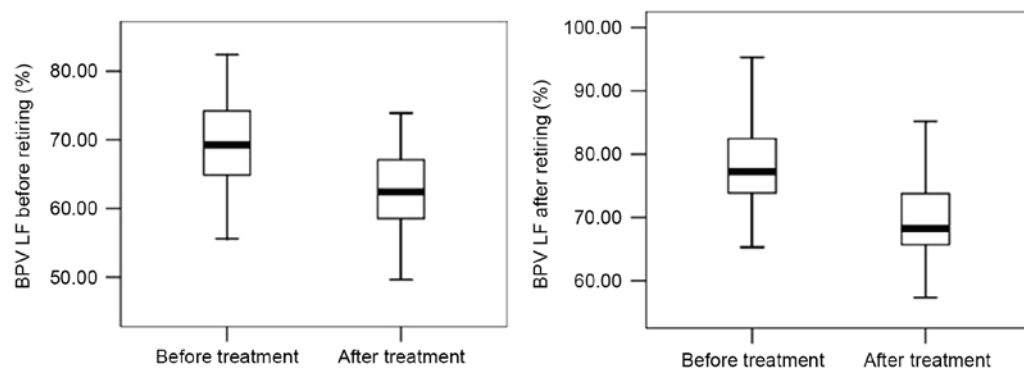 BPV LF before retiring (%)
80.00
70.00
60.00
50.00
Before treatment
After treatment
BPV LF after retiring (%)
100.00
90.00
80.00
70.00
60.00
Before treatment
After treatment